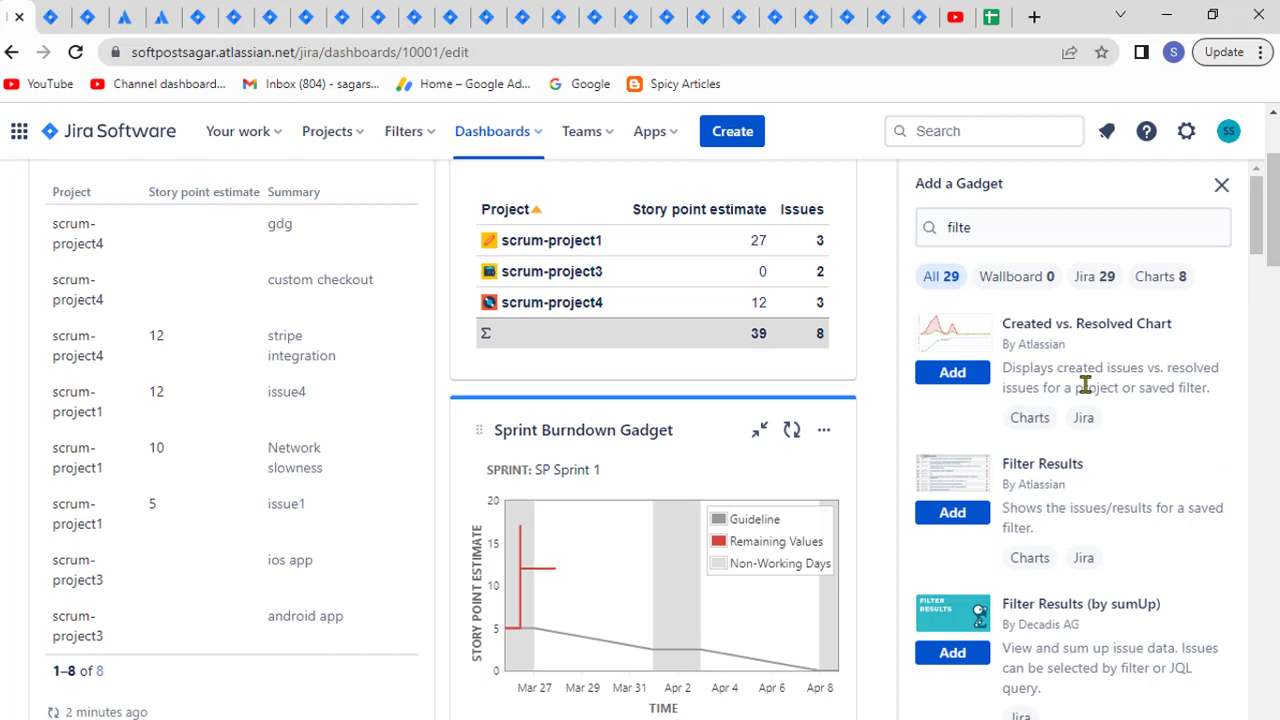 softpostsagar.atlassian.net/jira/dashboards/10001/edit
S
Update
YouTube
Channel dashboard...
Inbox (804) - sagars...
Home – Google Ad...
Google
Spicy Articles
Jira Software
Your work
Projects
Filters
Dashboards
Teams
Apps
Create
Search
SS
Project Story point estimate Summary
scrum-
project4
gdg
scrum-
project4
custom checkout
scrum-
project4
12
stripe
integration
scrum-
project1
12
issue4
scrum-
project1
10
Network
slowness
scrum-
project1
5
issue1
scrum-
project3
ios app
scrum-
project3
android app
1–8 of 8
2 minutes ago
Project Story point estimate Issues
scrum-project1 27 3
scrum-project3 0 2
scrum-project4 12 3
Σ 39 8
Sprint Burndown Gadget
SPRINT: SP Sprint 1
STORY POINT ESTIMATE
20
15
10
5
0
Guideline
Remaining Values
Non-Working Days
Mar 27 Mar 29 Mar 31 Apr 2 Apr 4 Apr 6 Apr 8
TIME
Add a Gadget
filte
All 29
Wallboard 0
Jira 29
Charts 8
Created vs. Resolved Chart
By Atlassian
Add
Displays created issues vs. resolved
issues for a project or saved filter.
Charts
Jira
Filter Results
By Atlassian
Add
Shows the issues/results for a saved
filter.
Charts
Jira
FILTER
RESULTS
Filter Results (by sumUp)
By Decadis AG
Add
View and sum up issue data. Issues
can be selected by filter or JQL
query.
Jira